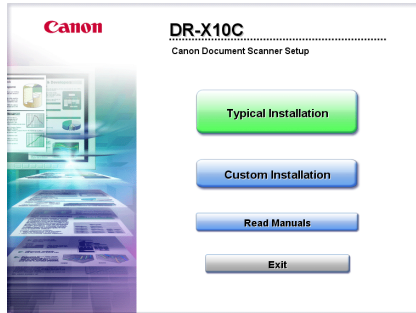 Canon
DR-X10C
Canon Document Scanner Setup
Typical Installation
Custom Installation
Read Manuals
Exit